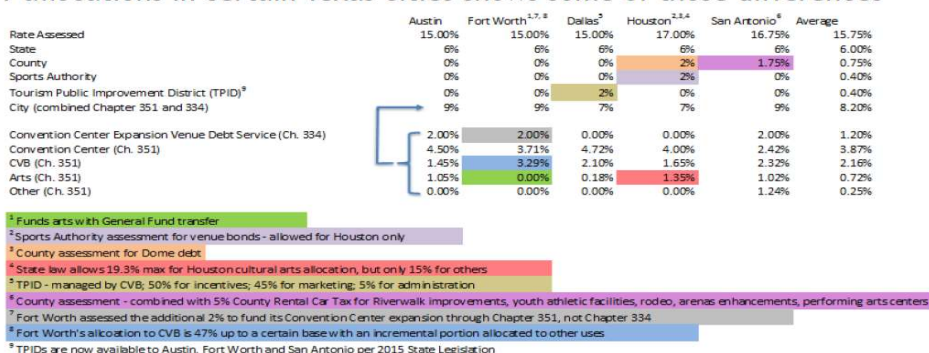 Austin Fort Worth1,7,8 Dallas5 Houston2,3,4 San Antonio6 Average
Rate Assessed 15.00% 15.00% 15.00% 17.00% 16.75% 15.75%
State 6% 6% 6% 6% 6% 6.00%
County 0% 0% 0% 2% 1.75% 0.75%
Sports Authority 0% 0% 0% 2% 0% 0.40%
Tourism Public Improvement District (TPID)9 0% 0% 2% 0% 0% 0.40%
City (combined Chapter 351 and 334) 9% 9% 7% 7% 9% 8.20%
Convention Center Expansion Venue Debt Service (Ch. 334) 2.00% 2.00% 0.00% 0.00% 2.00% 1.20%
Convention Center (Ch. 351) 4.50% 3.71% 4.72% 4.00% 2.42% 3.87%
CVB (Ch. 351) 1.45% 3.29% 2.10% 1.65% 2.32% 2.16%
Arts (Ch. 351) 1.05% 0.00% 0.18% 1.35% 1.02% 0.72%
Other (Ch. 351) 0.00% 0.00% 0.00% 0.00% 1.24% 0.25%
1 Funds arts with General Fund transfer
2 Sports Authority assessment for venue bonds - allowed for Houston only
3 County assessment for Dome debt
4 State law allows 19.3% max for Houston cultural arts allocation, but only 15% for others
5 TPID - managed by CVB; 50% for incentives; 45% for marketing; 5% for administration
6 County assessment - combined with 5% County Rental Car Tax for Riverwalk improvements, youth athletic facilities, rodeo, arenas enhancements, performing arts centers
7 Fort Worth assessed the additional 2% to fund its Convention Center expansion through Chapter 351, not Chapter 334
8 Fort Worth's allcoation to CVB is 47% up to a certain base with an incremental portion allocated to other uses
9 TPIDs are now available to Austin, Fort Worth and San Antonio per 2015 State Legislation